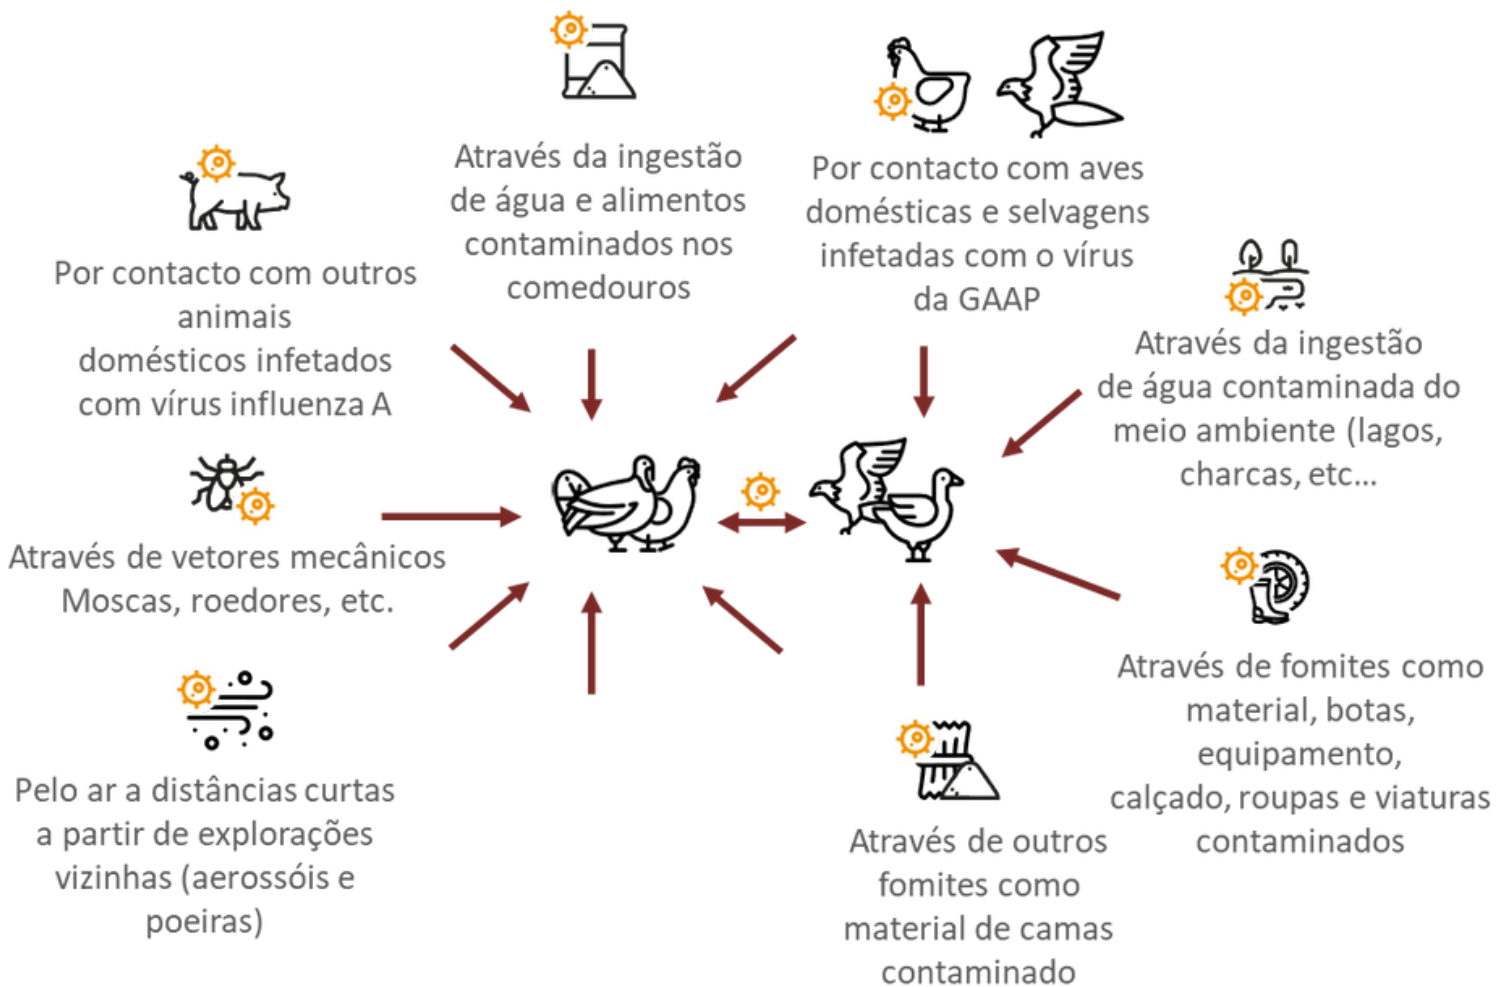 Através da ingestão
de água e alimentos
contaminados nos
comedouros
Por contacto com aves
domésticas e selvagens
infetadas com o vírus
da GAAP
Por contacto com outros
animais
domésticos infetados
com vírus influenza A
Através da ingestão
de água contaminada do
meio ambiente (lagos,
charcas, etc...
Através de vetores mecânicos
Moscas, roedores, etc.
Através de fomites como
material, botas,
equipamento,
calçado, roupas e viaturas
contaminados
Pelo ar a distâncias curtas
a partir de explorações
vizinhas (aerossóis e
poeiras)
Através de outros
fomites como
material de camas
contaminado